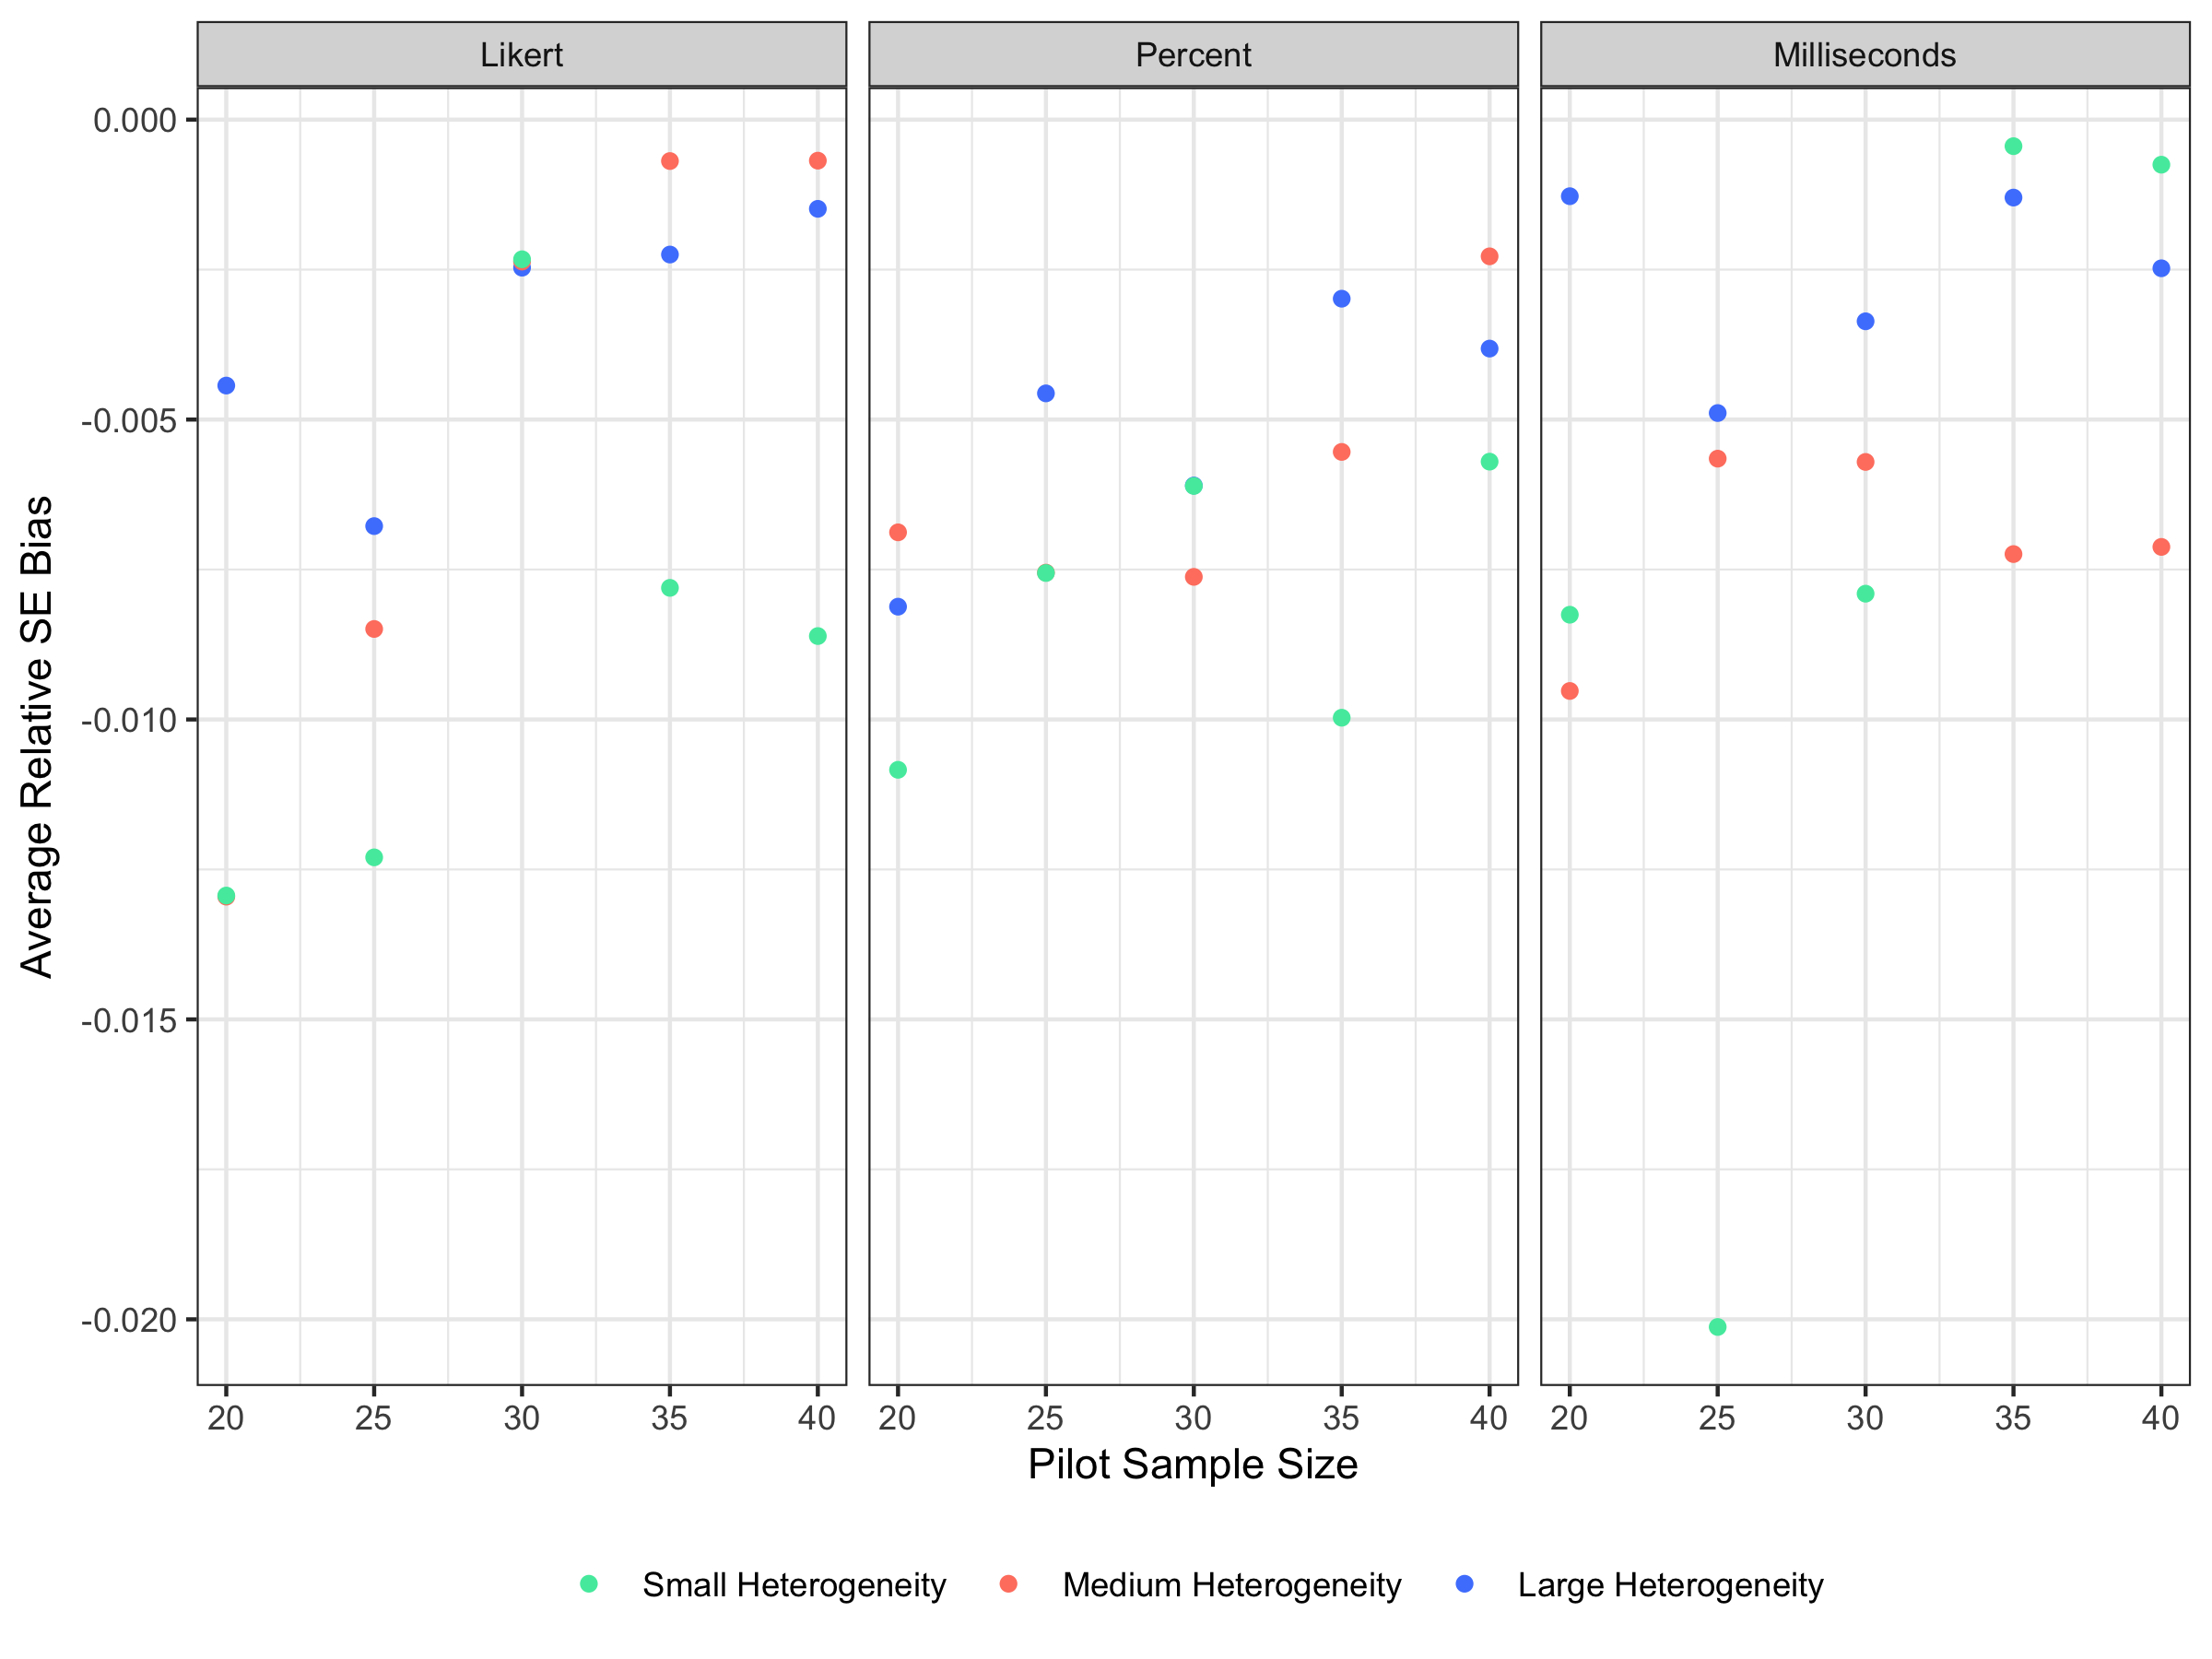 Likert Percent Milliseconds
0.000
-0.005
-0.010
-0.015
-0.020
Average Relative SE Bias
20 25 30 35 40 20 25 30 35 40 20 25 30 35 40
Pilot Sample Size
Small Heterogeneity Medium Heterogeneity Large Heterogeneity